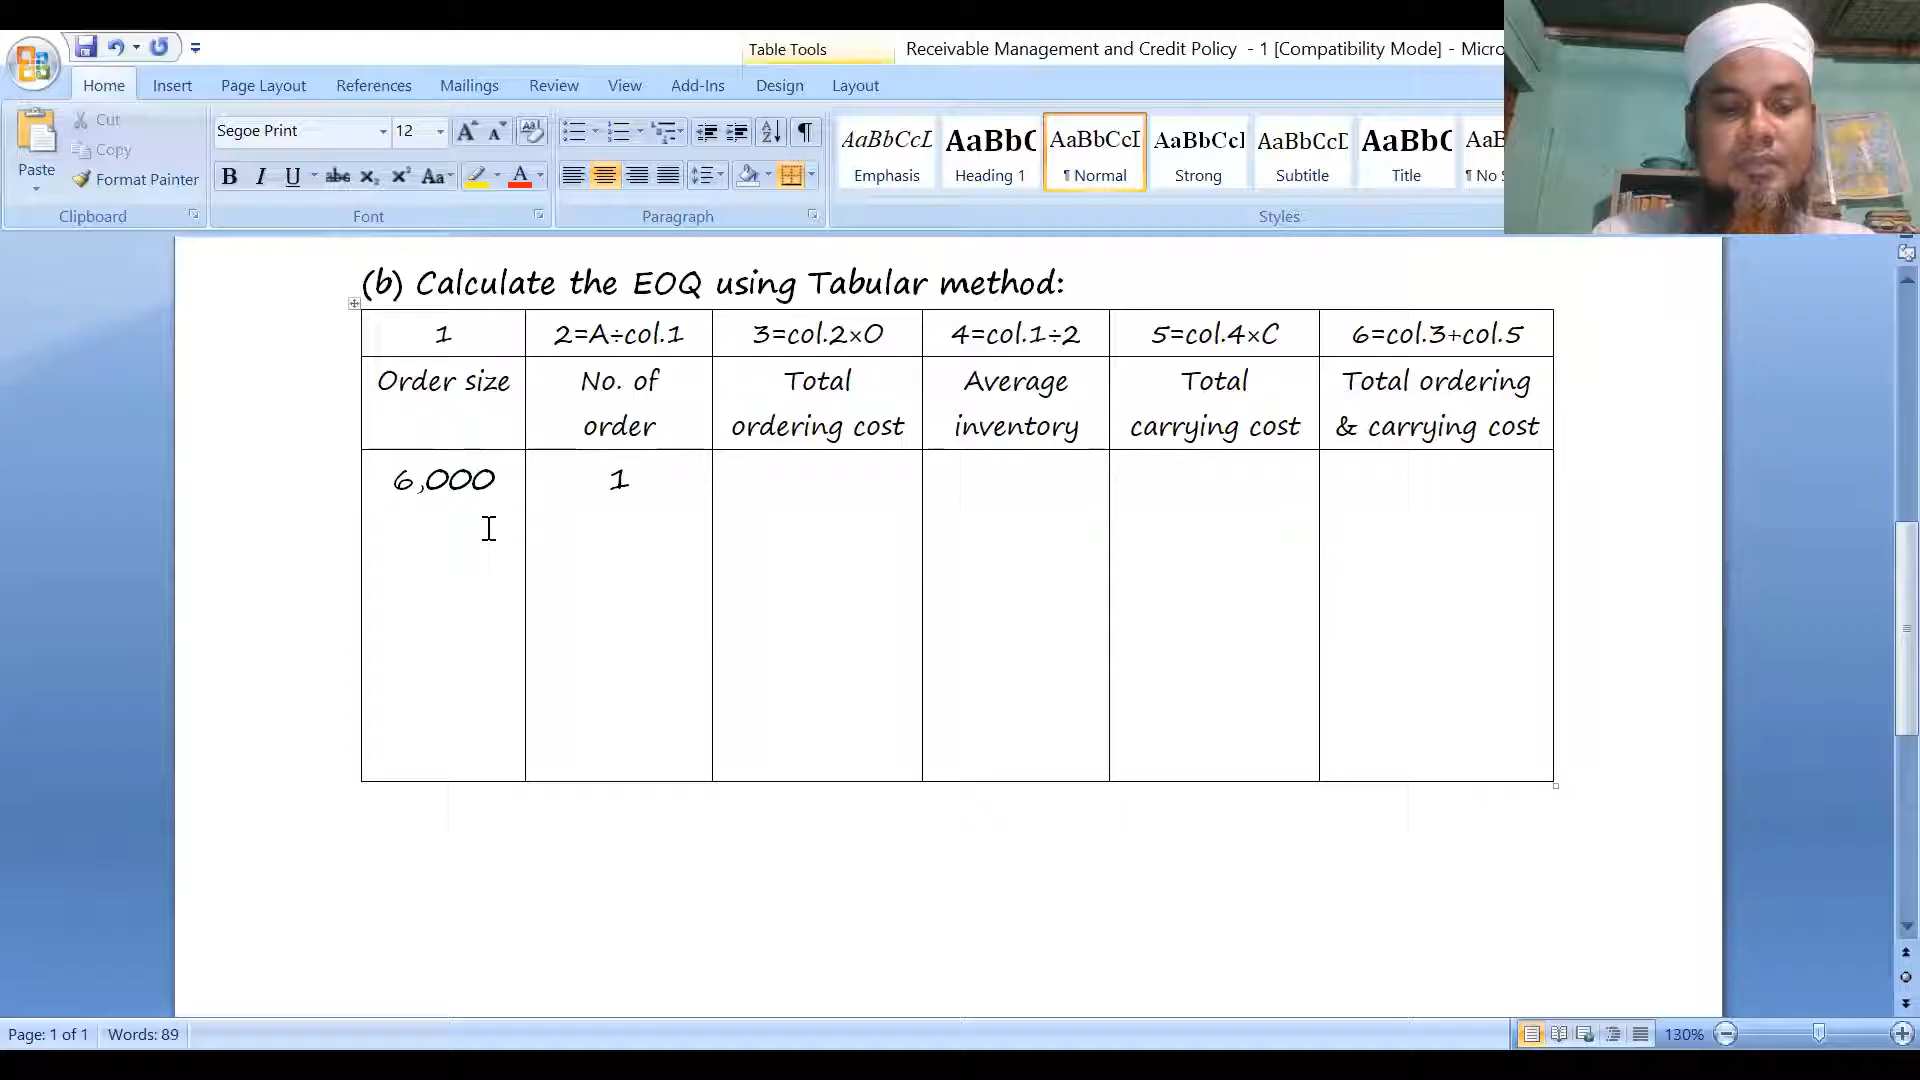 Table Tools
Receivable Management and Credit Policy - 1 [Compatibility Mode] - Micro
Home Insert Page Layout References Mailings Review View Add-Ins Design Layout
Paste
Cut
Copy
Format Painter
Clipboard
Segoe Print 12
Font
Paragraph
AaBbCcI AaBbC AaBbCcI AaBbCcl AaBbCcI AaBbC AaB
Emphasis Heading 1 ¶ Normal Strong Subtitle Title ¶ No S
Styles
(b) Calculate the EOQ using Tabular method:
1 2=A÷col.1 3=col.2×O 4=col.1÷2 5=col.4×C 6=col.3+col.5
Order size No. of order Total ordering cost Average inventory Total carrying cost Total ordering & carrying cost
6,000 1
Page: 1 of 1 Words: 89 130%